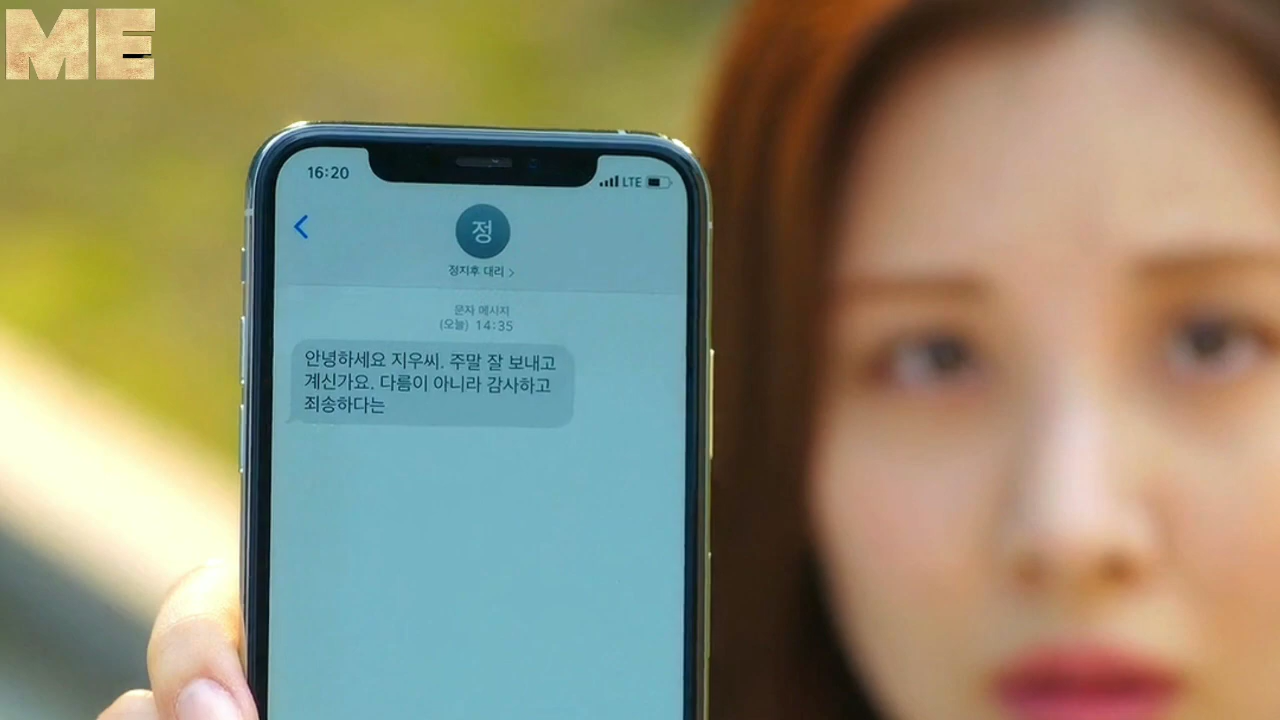 ME
16:20
LTE
정
정지후 대리 >
문자 메시지
(오늘) 14:35
안녕하세요 지우씨. 주말 잘 보내고
계신가요. 다름이 아니라 감사하고
죄송하다는